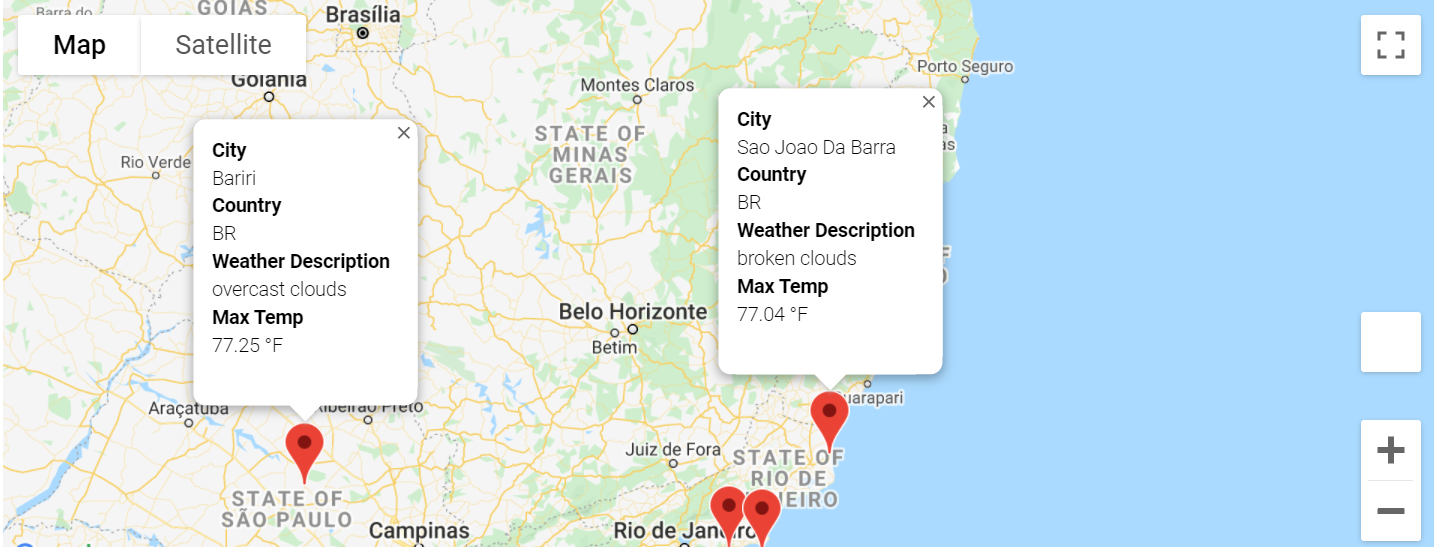 Barra do
GOIÁS
Brasília
Map
Satellite
Goiânia
Porto Seguro
Montes Claros
STATE OF
MINAS
GERAIS
Rio Verde
City
Bariri
Country
BR
Weather Description
overcast clouds
Max Temp
77.25 °F
City
Sao Joao Da Barra
Country
BR
Weather Description
broken clouds
Max Temp
77.04 °F
Belo Horizonte
Betim
Araçatuba
Ribeirão Preto
uarapari
Juiz de Fora
STATE OF
RIO DE
NEIRO
STATE OF
SÃO PAULO
Campinas
Rio de Janeiro